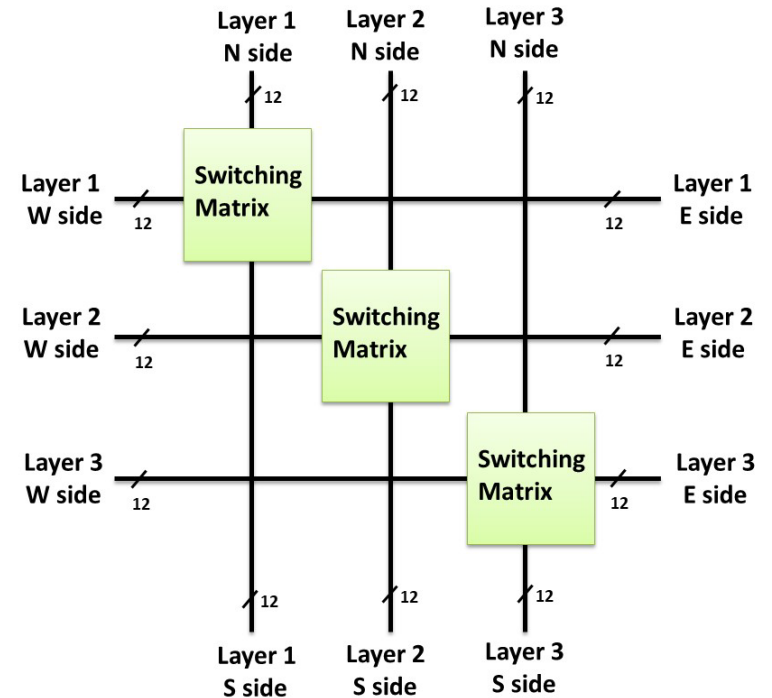 Layer 1
N side
Layer 2
N side
Layer 3
N side
12
12
12
Layer 1
W side
12
Switching
Matrix
12
Layer 1
E side
Layer 2
W side
12
Switching
Matrix
12
Layer 2
E side
Layer 3
W side
12
Switching
Matrix
12
Layer 3
E side
12
12
12
Layer 1
S side
Layer 2
S side
Layer 3
S side